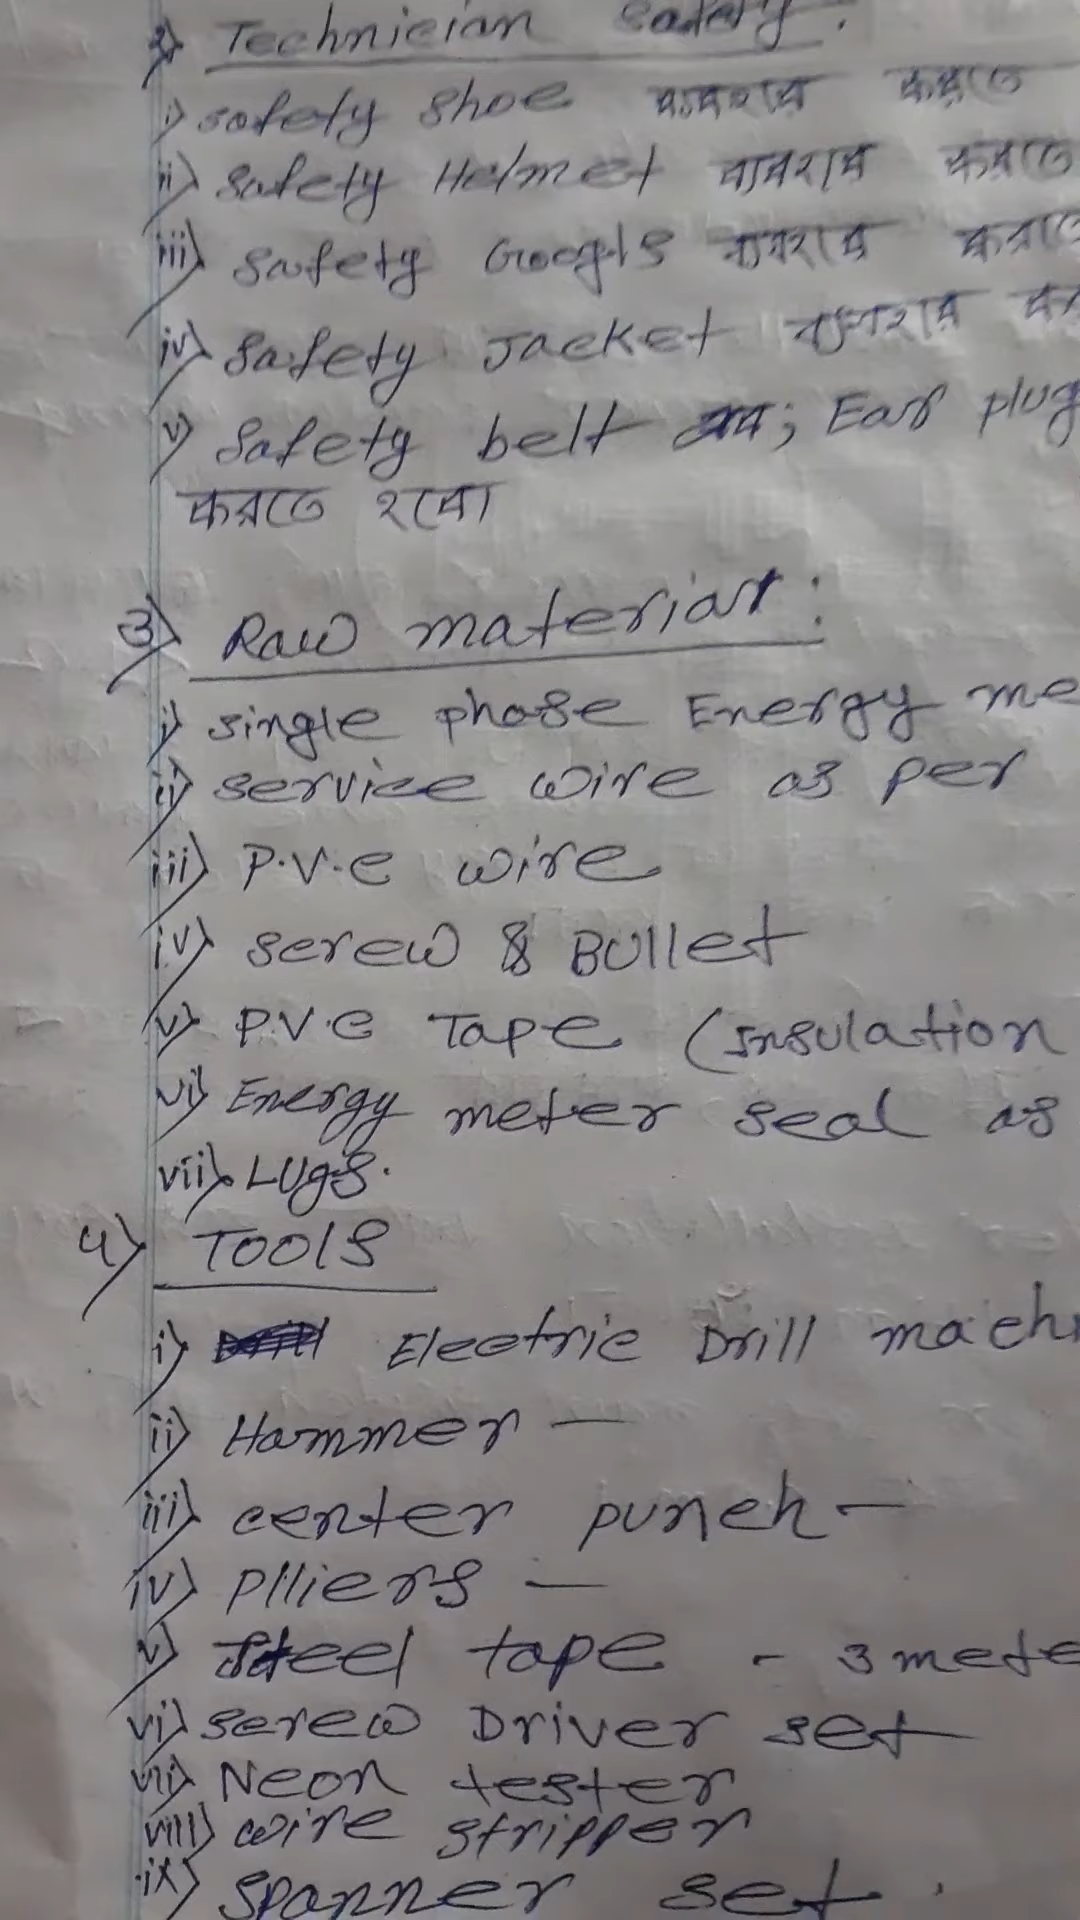 2) Technician Safety :
i) safety shoe ব্যবহার করতে
ii) Safety Helmet ব্যবহার করতে
iii) Safety Googls ব্যবহার করতে
iv) Safety Jacket ব্যবহার
v) Safety belt ; Ear plug
করতে হবে।
3) Raw material :
i) single phase Energy me
ii) service wire as per
iii) P.V.C wire
iv) screw & Bullet
v) P.V.C Tape (Insulation
vi) Energy meter seal as
vii) LUgs.
4) TOOlS
i) Electric Drill machi
ii) Hammer —
iii) center punch —
iv) Plliers —
v) Steel tape - 3 mete
vi) screw Driver set
vii) Neon tester
viii) wire stripper
ix) Spanner set .